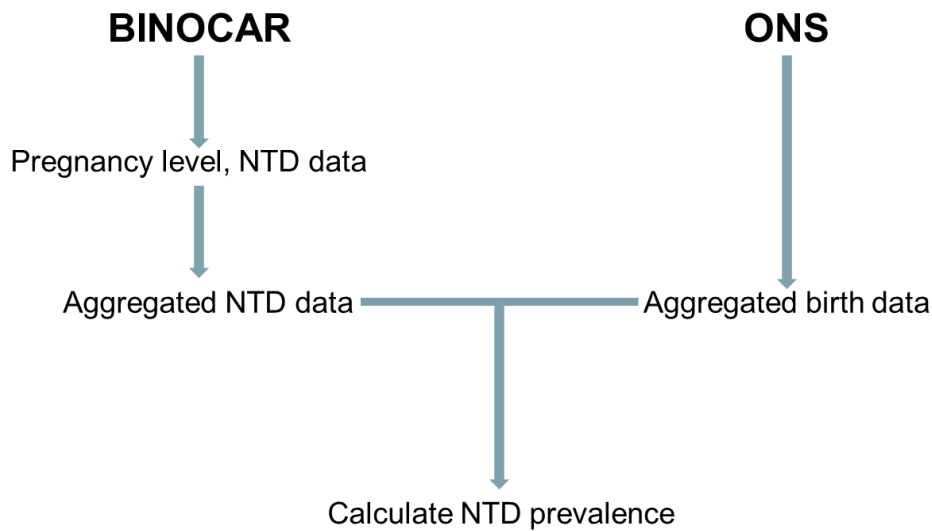 BINOCAR
ONS
Pregnancy level, NTD data
Aggregated NTD data
Aggregated birth data
Calculate NTD prevalence